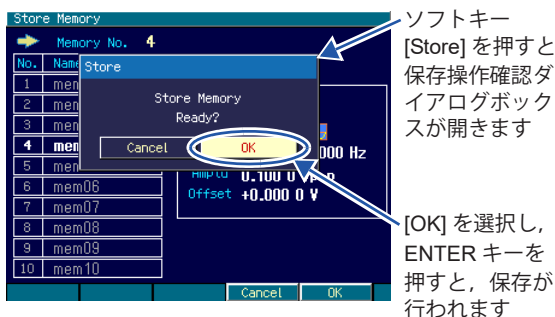 Store Memory
Memory No. 4
No. Name
Store
Store Memory
Ready?
Cancel OK
1 mem
2 mem
3 mem
4 mem
5 mem
6 mem06
7 mem07
8 mem08
9 mem09
10 mem10
000 Hz
0.100 0
Offset +0.000 0 V
Cancel OK
ソフトキー
[Store] を押すと
保存操作確認ダ
イアログボック
スが開きます
[OK] を選択し,
ENTER キーを
押すと，保存が
行われます